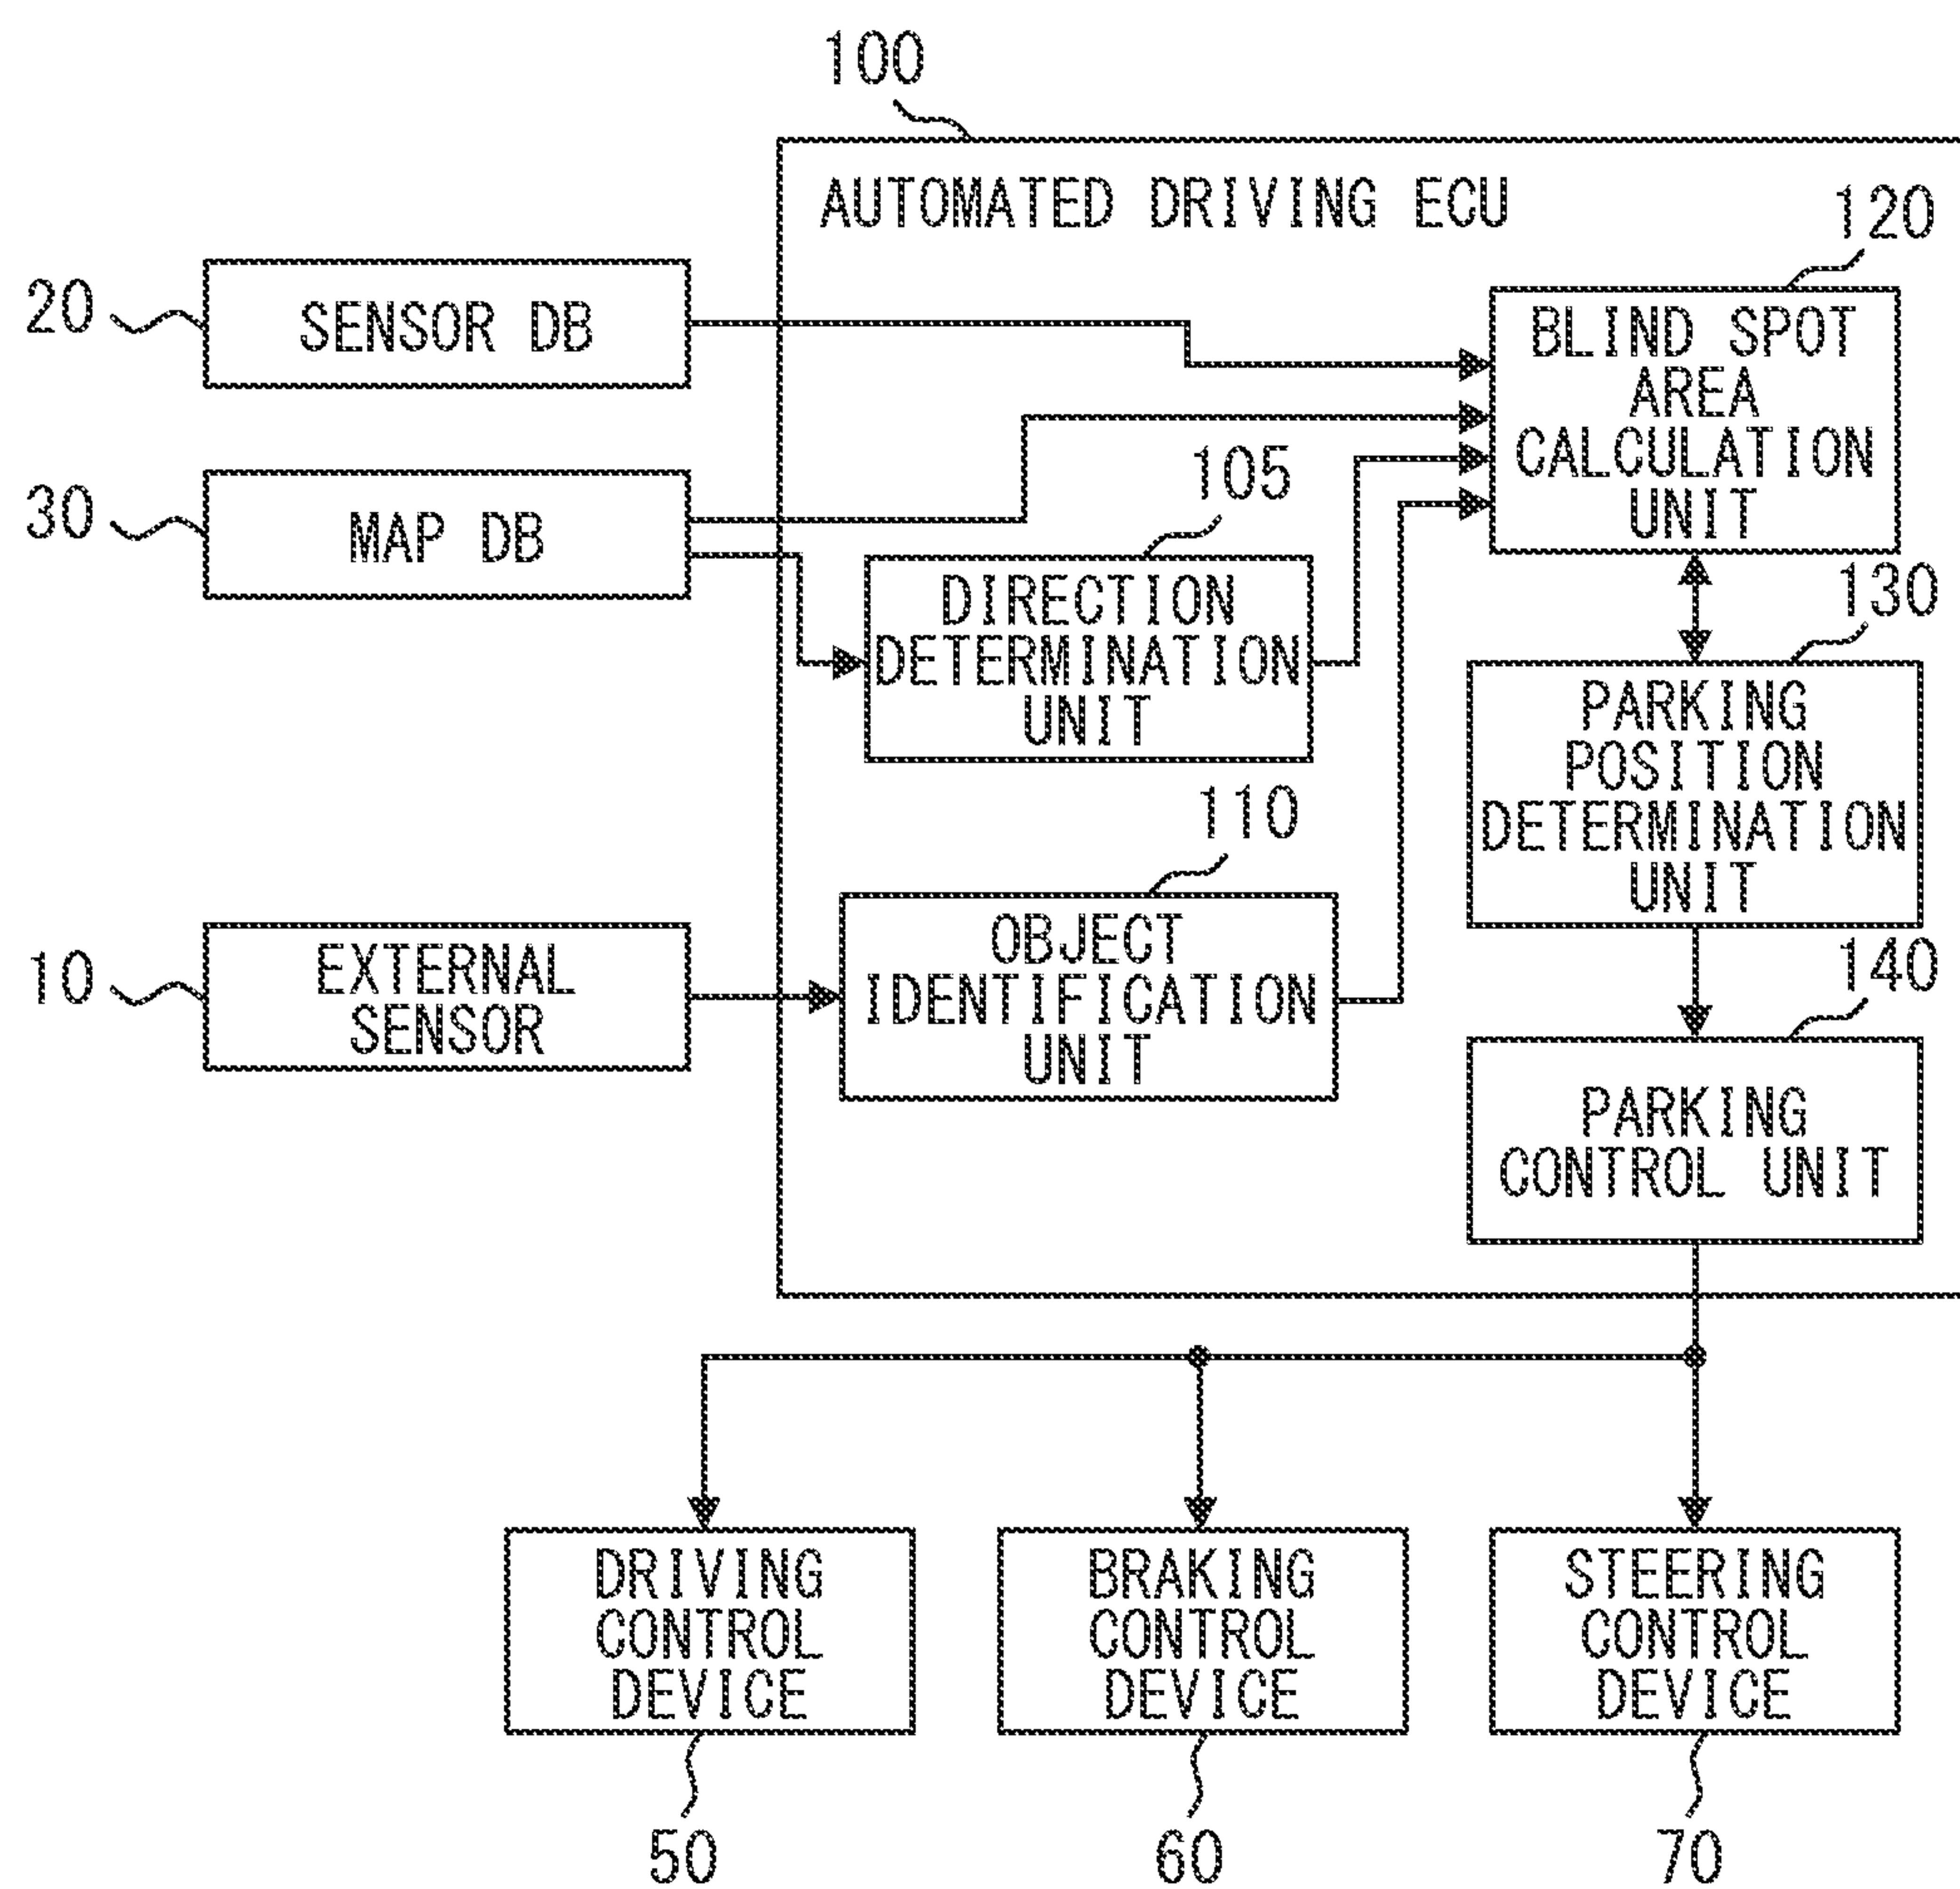 100
AUTOMATED DRIVING ECU
120
20
SENSOR DB
BLIND SPOT
AREA
CALCULATION
UNIT
30
MAP DB
105
DIRECTION
DETERMINATION
UNIT
130
PARKING
POSITION
DETERMINATION
UNIT
110
10
EXTERNAL
SENSOR
OBJECT
IDENTIFICATION
UNIT
140
PARKING
CONTROL UNIT
DRIVING
CONTROL
DEVICE
BRAKING
CONTROL
DEVICE
STEERING
CONTROL
DEVICE
50
60
70